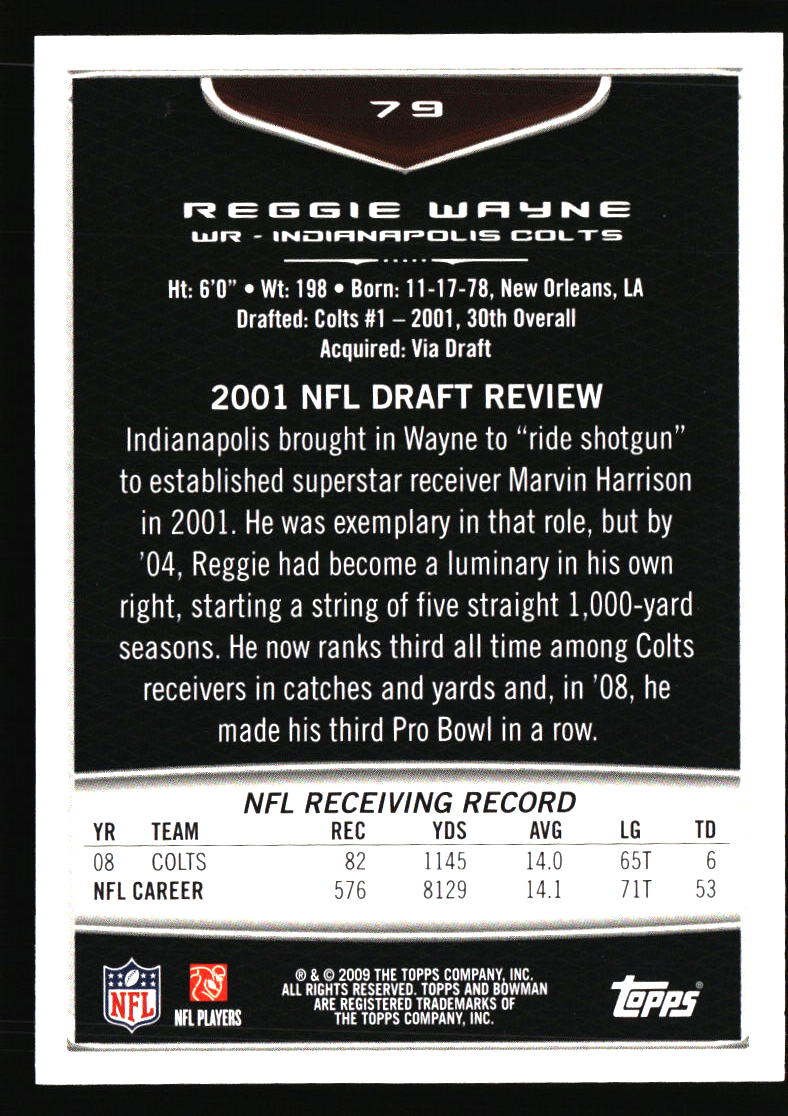 79
REGGIE WAYNE
WR - INDIANAPOLIS COLTS
Ht: 6'0" • Wt: 198 • Born: 11-17-78, New Orleans, LA
Drafted: Colts #1 – 2001, 30th Overall
Acquired: Via Draft
2001 NFL DRAFT REVIEW
Indianapolis brought in Wayne to “ride shotgun”
to established superstar receiver Marvin Harrison
in 2001. He was exemplary in that role, but by
’04, Reggie had become a luminary in his own
right, starting a string of five straight 1,000-yard
seasons. He now ranks third all time among Colts
receivers in catches and yards and, in ’08, he
made his third Pro Bowl in a row.
NFL RECEIVING RECORD
YR TEAM REC YDS AVG LG TD
08 COLTS 82 1145 14.0 65T 6
NFL CAREER 576 8129 14.1 71T 53
NFL
NFL PLAYERS
® & © 2009 THE TOPPS COMPANY, INC.
ALL RIGHTS RESERVED. TOPPS AND BOWMAN
ARE REGISTERED TRADEMARKS OF
THE TOPPS COMPANY, INC.
topps®